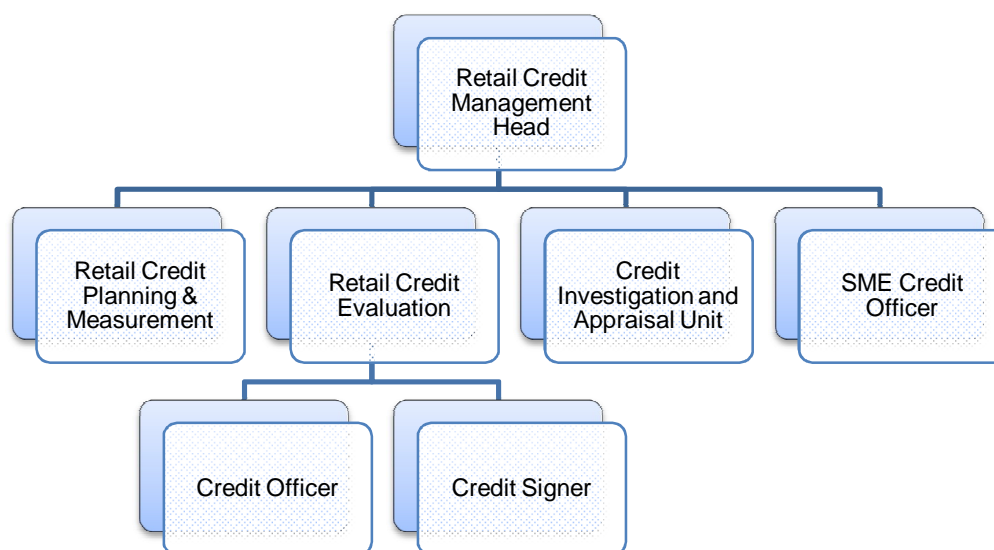 Retail Credit
Management
Head
Retail Credit
Planning &
Measurement
Retail Credit
Evaluation
Credit
Investigation and
Appraisal Unit
SME Credit
Officer
Credit Officer
Credit Signer